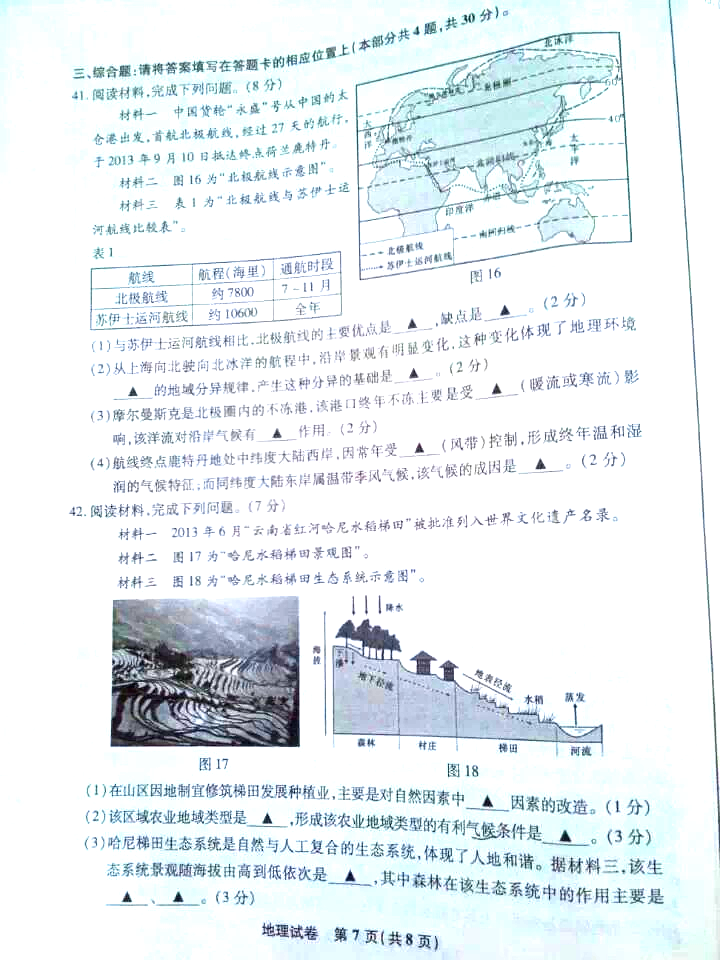 三、综合题:请将答案填写在答题卡的相应位置上(本部分共4题,共30分)。
41. 阅读材料,完成下列问题。(8分)
材料一 中国货轮“永盛”号从中国的太
仓港出发,首航北极航线,经过27天的航行,
于2013年9月10日抵达终点荷兰鹿特丹。
材料二 图16为“北极航线示意图”。
材料三 表1为“北极航线与苏伊士运
河航线比较表”。
表1
航线 航程(海里) 通航时段
北极航线 约7800 7~11月
苏伊士运河航线 约10600 全年
北冰洋
60°
40°
大西洋
太平洋
北回归线
印度洋
南回归线
北极航线
苏伊士运河航线
图16
(1)与苏伊士运河航线相比,北极航线的主要优点是▲,缺点是▲。(2分)
(2)从上海向北驶向北冰洋的航程中,沿岸景观有明显变化,这种变化体现了地理环境
▲的地域分异规律,产生这种分异的基础是▲。(2分)
(3)摩尔曼斯克是北极圈内的不冻港,该港口终年不冻主要是受▲(暖流或寒流)影
响,该洋流对沿岸气候有▲作用。(2分)
(4)航线终点鹿特丹地处中纬度大陆西岸,因常年受▲(风带)控制,形成终年温和湿
润的气候特征;而同纬度大陆东岸属温带季风气候,该气候的成因是▲。(2分)
42. 阅读材料,完成下列问题。(7分)
材料一 2013年6月“云南省红河哈尼水稻梯田”被批准列入世界文化遗产名录。
材料二 图17为“哈尼水稻梯田景观图”。
材料三 图18为“哈尼水稻梯田生态系统示意图”。
海拔
降水
下渗
地下径流
地表径流
水稻
蒸发
森林 村庄 梯田 河流
图17
图18
(1)在山区因地制宜修筑梯田发展种植业,主要是对自然因素中▲因素的改造。(1分)
(2)该区域农业地域类型是▲,形成该农业地域类型的有利气候条件是▲。(3分)
(3)哈尼梯田生态系统是自然与人工复合的生态系统,体现了人地和谐。据材料三,该生
态系统景观随海拔由高到低依次是▲,其中森林在该生态系统中的作用主要是
▲、▲。(3分)
地理试卷 第7页(共8页)